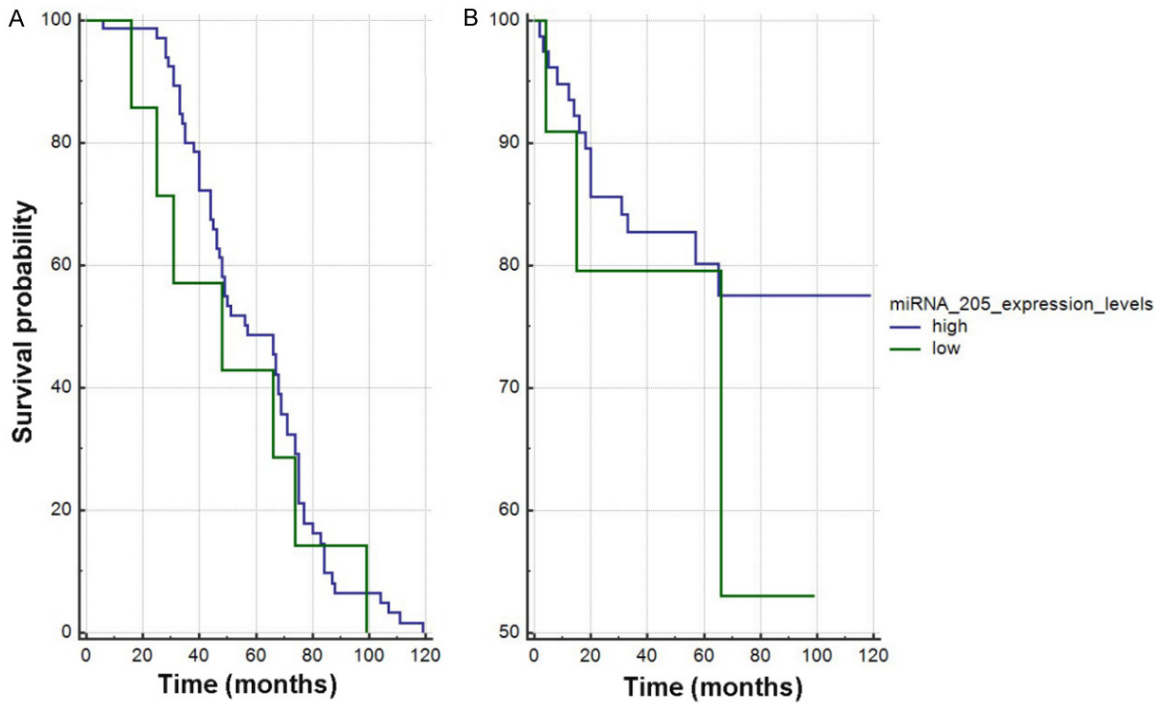 A
B
Survival probability
100
80
60
40
20
0
0 20 40 60 80 100 120
Time (months)
100
90
80
70
60
50
0 20 40 60 80 100 120
Time (months)
miRNA_205_expression_levels
high
low